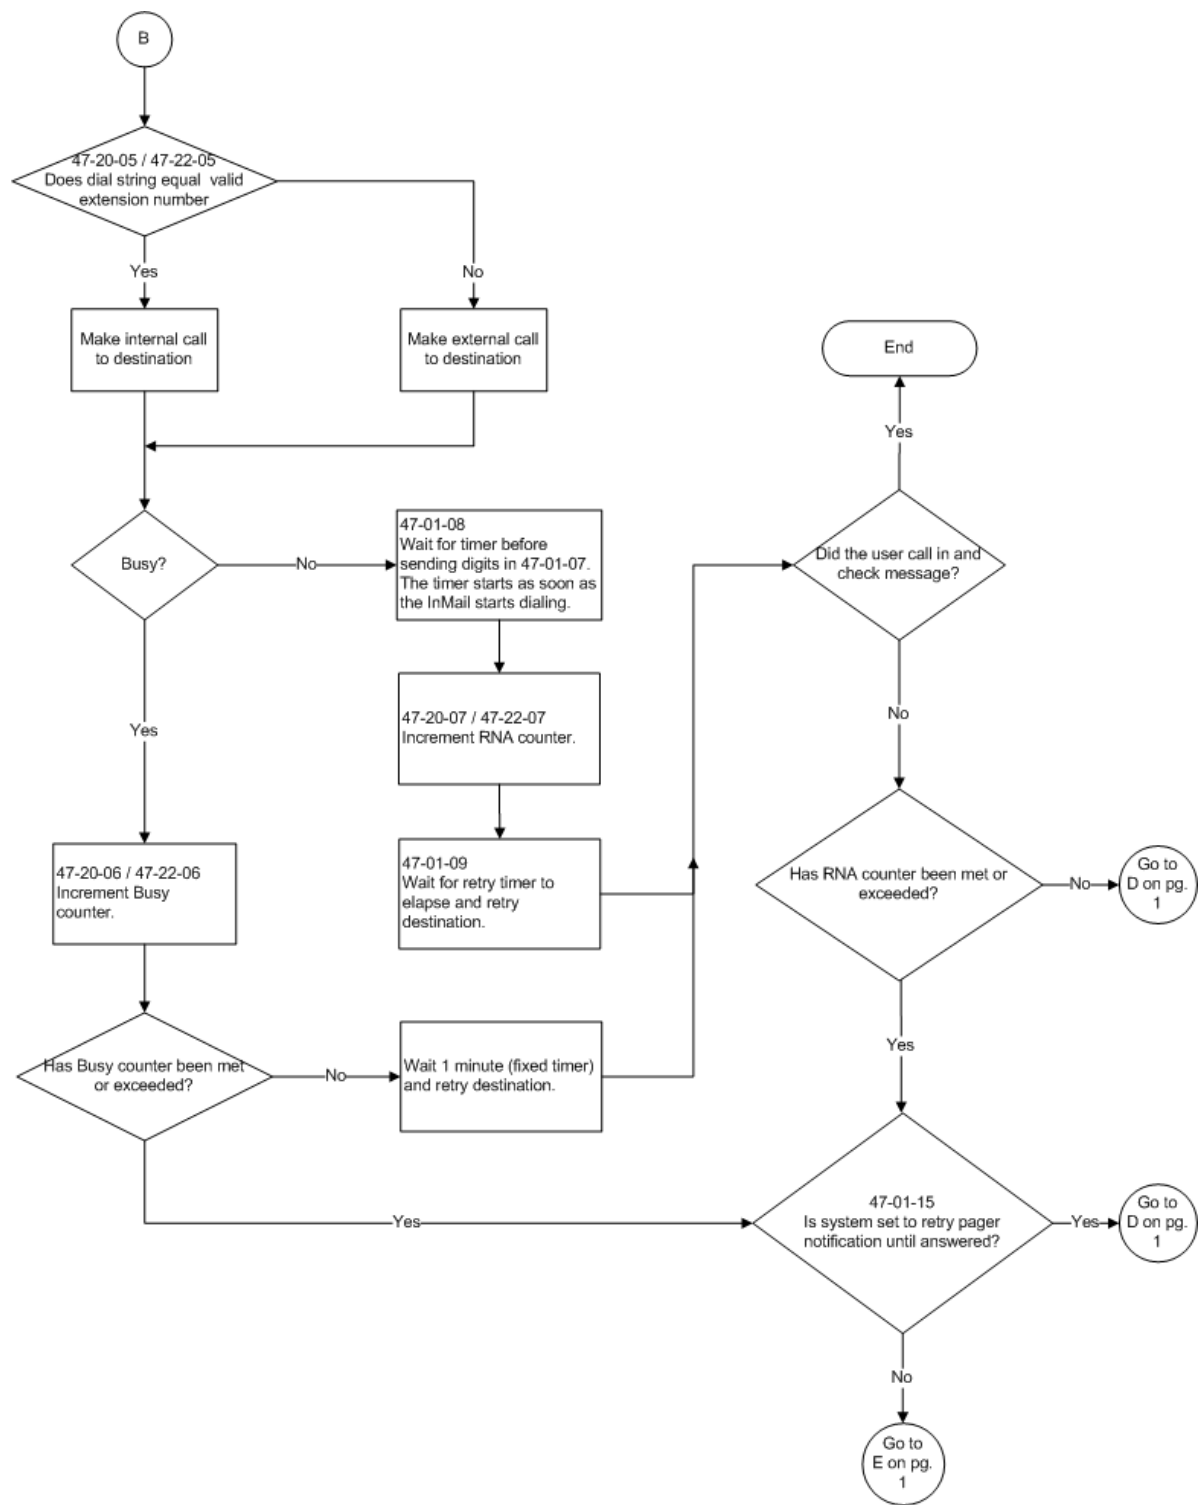 B
47-20-05 / 47-22-05
Does dial string equal  valid
extension number
Yes
No
Make internal call
to destination
Make external call
to destination
End
Yes
Busy?
No
47-01-08
Wait for timer before
sending digits in 47-01-07.
The timer starts as soon as
the InMail starts dialing.
Did the user call in and
check message?
Yes
47-20-07 / 47-22-07
Increment RNA counter.
No
47-20-06 / 47-22-06
Increment Busy
counter.
47-01-09
Wait for retry timer to
elapse and retry
destination.
Has RNA counter been met or
exceeded?
No
Go to
D on pg.
1
Has Busy counter been met
or exceeded?
No
Wait 1 minute (fixed timer)
and retry destination.
Yes
Yes
47-01-15
Is system set to retry pager
notification until answered?
Yes
Go to
D on pg.
1
No
Go to
E on pg.
1